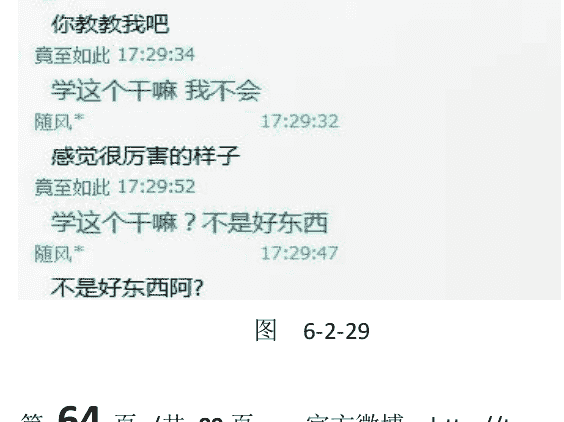 你教教我吧
竟至如此 17:29:34
学这个干嘛 我不会
随风* 17:29:32
感觉很厉害的样子
竟至如此 17:29:52
学这个干嘛？不是好东西
随风* 17:29:47
不是好东西阿?
图 6-2-29
第 64 页 /共 89 页 官方微博 http://t